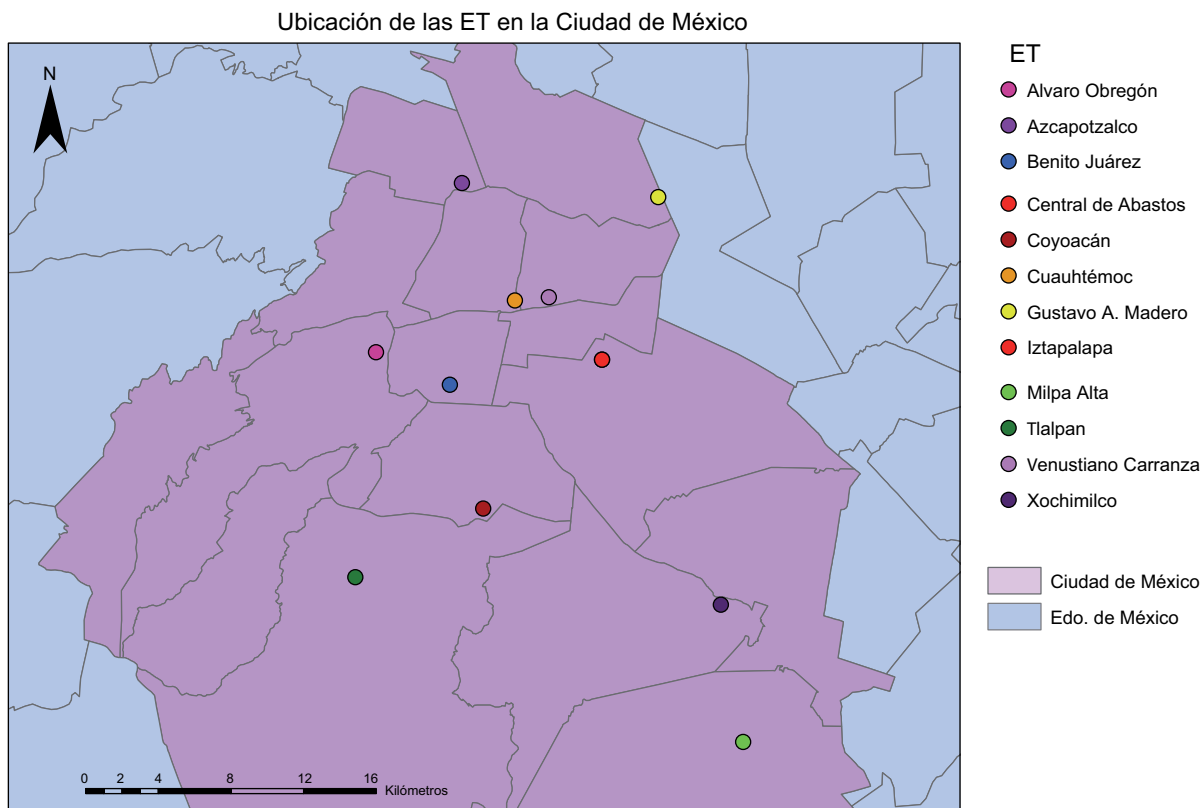 Ubicación de las ET en la Ciudad de México
N
ET
Alvaro Obregón
Azcapotzalco
Benito Juárez
Central de Abastos
Coyoacán
Cuauhtémoc
Gustavo A. Madero
Iztapalapa
Milpa Alta
Tlalpan
Venustiano Carranza
Xochimilco
Ciudad de México
Edo. de México
0 2 4 8 12 16
Kilómetros